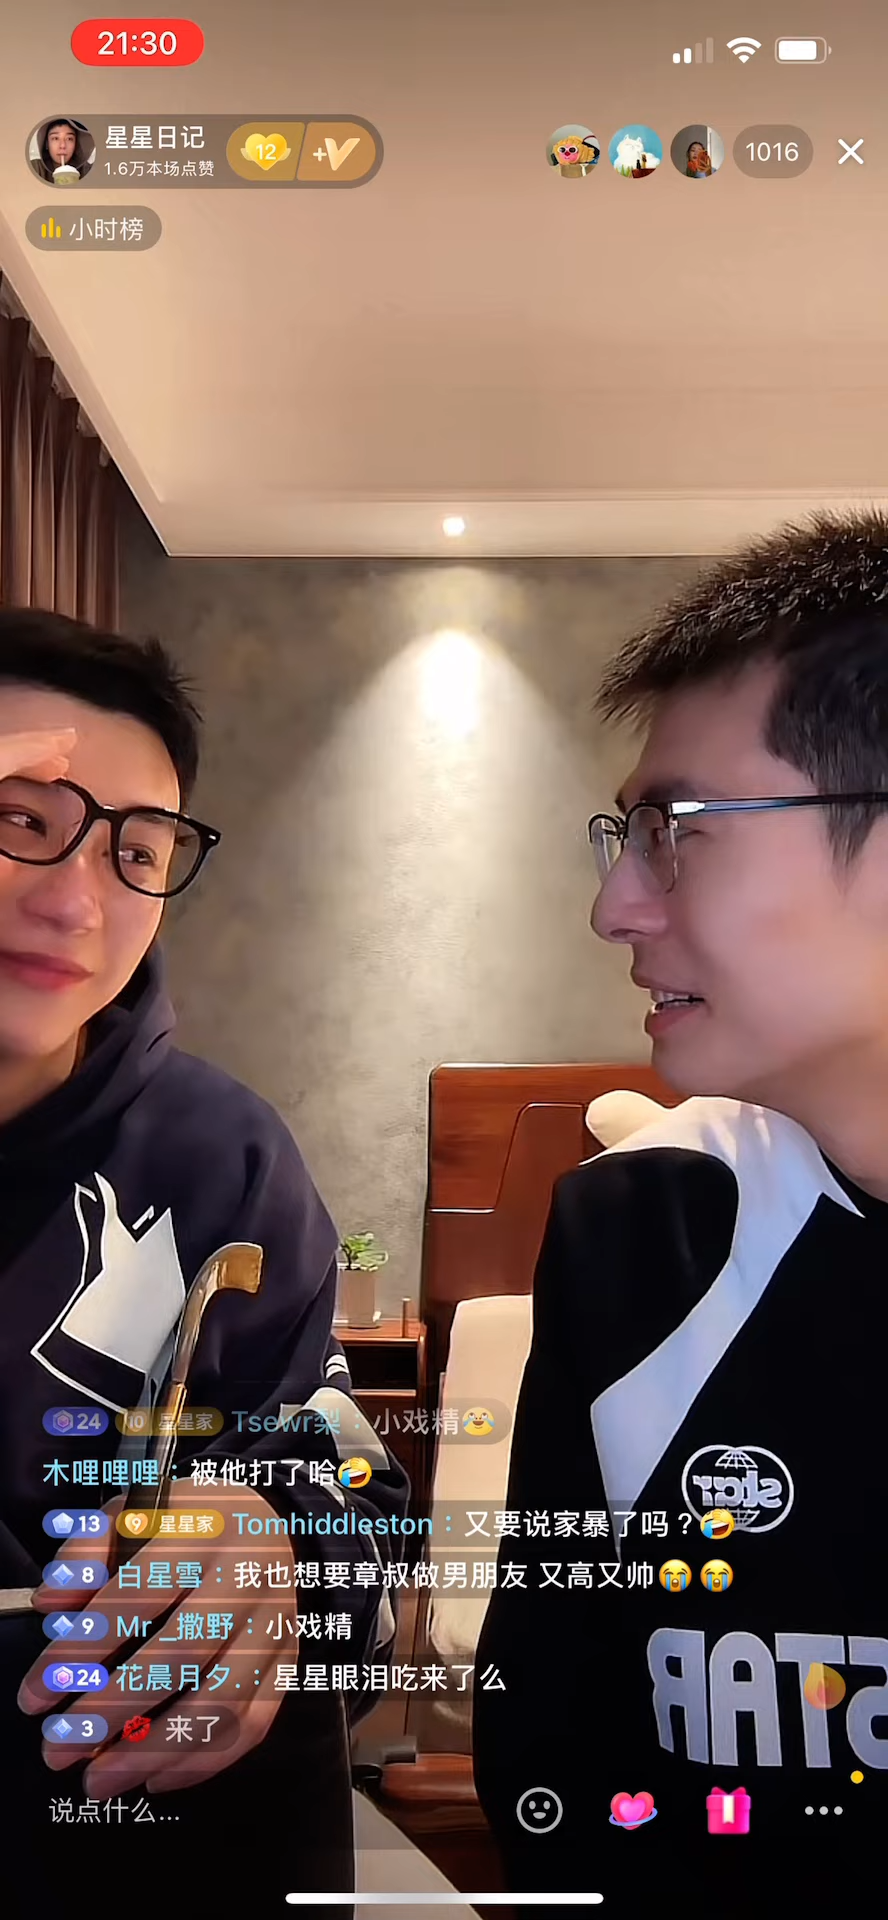 21:30
星星日记
1.6万本场点赞
12
+V
1016
小时榜
24 10 星星家 Tsewr梨：小戏精😂
木哩哩哩：被他打了哈🤣
13 9 星星家 Tomhiddleston：又要说家暴了吗？🤣
8 白星雪：我也想要章叔做男朋友 又高又帅😭😭
9 Mr _撒野：小戏精
24 花晨月夕.：星星眼泪吃来了么
3 💋 来了
star
STAR
说点什么...